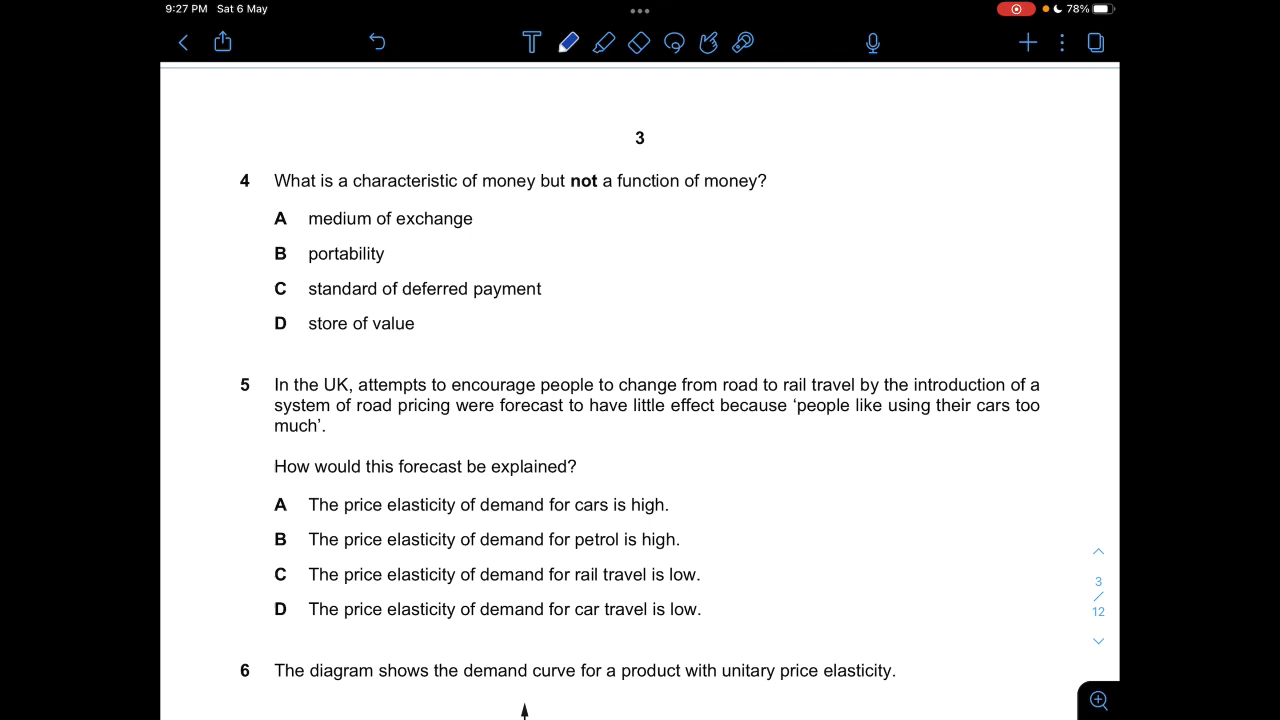 9:27 PM Sat 6 May
78%
3
4 What is a characteristic of money but not a function of money?
A medium of exchange
B portability
C standard of deferred payment
D store of value
5 In the UK, attempts to encourage people to change from road to rail travel by the introduction of a
system of road pricing were forecast to have little effect because ‘people like using their cars too
much’.
How would this forecast be explained?
A The price elasticity of demand for cars is high.
B The price elasticity of demand for petrol is high.
C The price elasticity of demand for rail travel is low.
D The price elasticity of demand for car travel is low.
3
/
12
6 The diagram shows the demand curve for a product with unitary price elasticity.